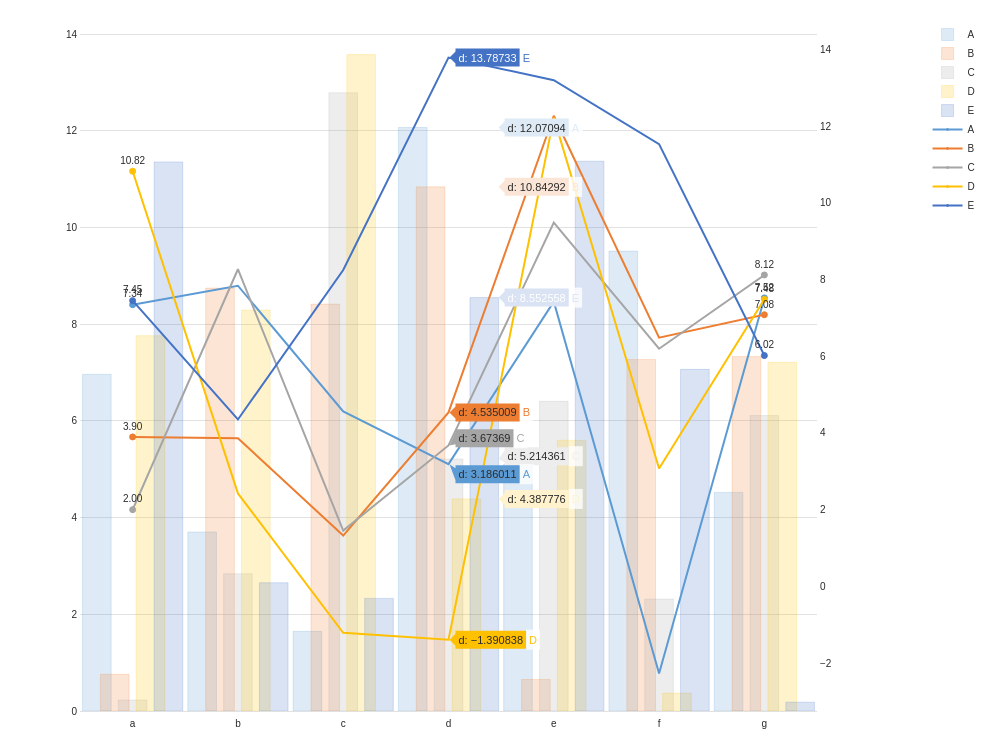 14
12
10
8
6
4
2
0
a
b
c
d
e
f
g
14
12
10
8
6
4
2
0
−2
10.82
7.45
7.34
3.90
2.00
8.12
7.48
7.08
6.02
d: 13.78733 E
d: 12.07094 A
d: 10.84292
d: 8.552558 E
d: 4.535009 B
d: 3.67369 C
d: 5.214361
d: 3.186011 A
d: 4.387776
d: −1.390838 D
A
B
C
D
E
A
B
C
D
E